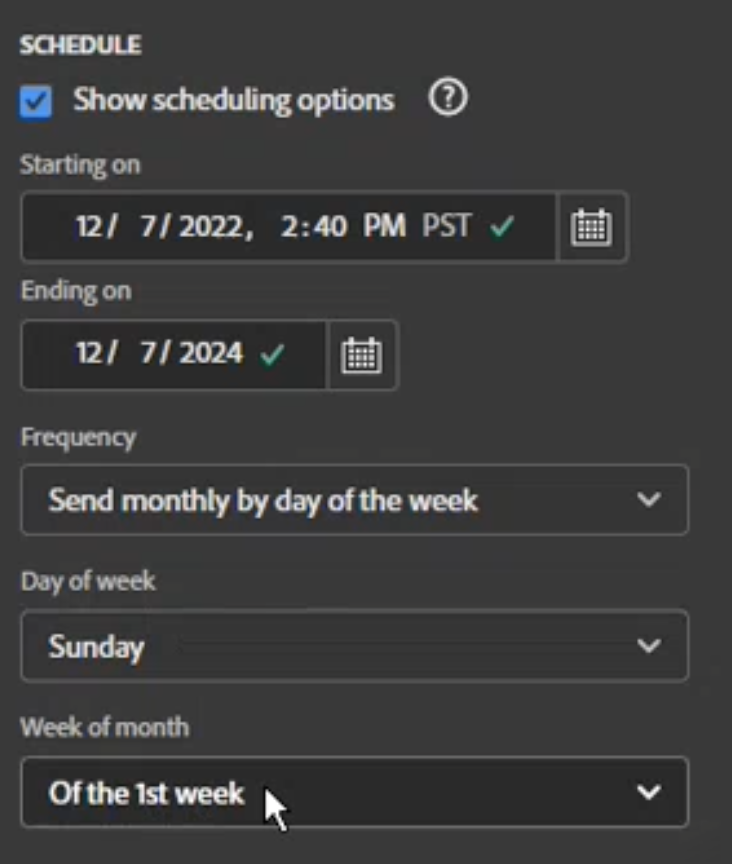 SCHEDULE
Show scheduling options ?
Starting on
12/ 7/ 2022, 2:40 PM PST
Ending on
12/ 7/ 2024
Frequency
Send monthly by day of the week
Day of week
Sunday
Week of month
Of the 1st week